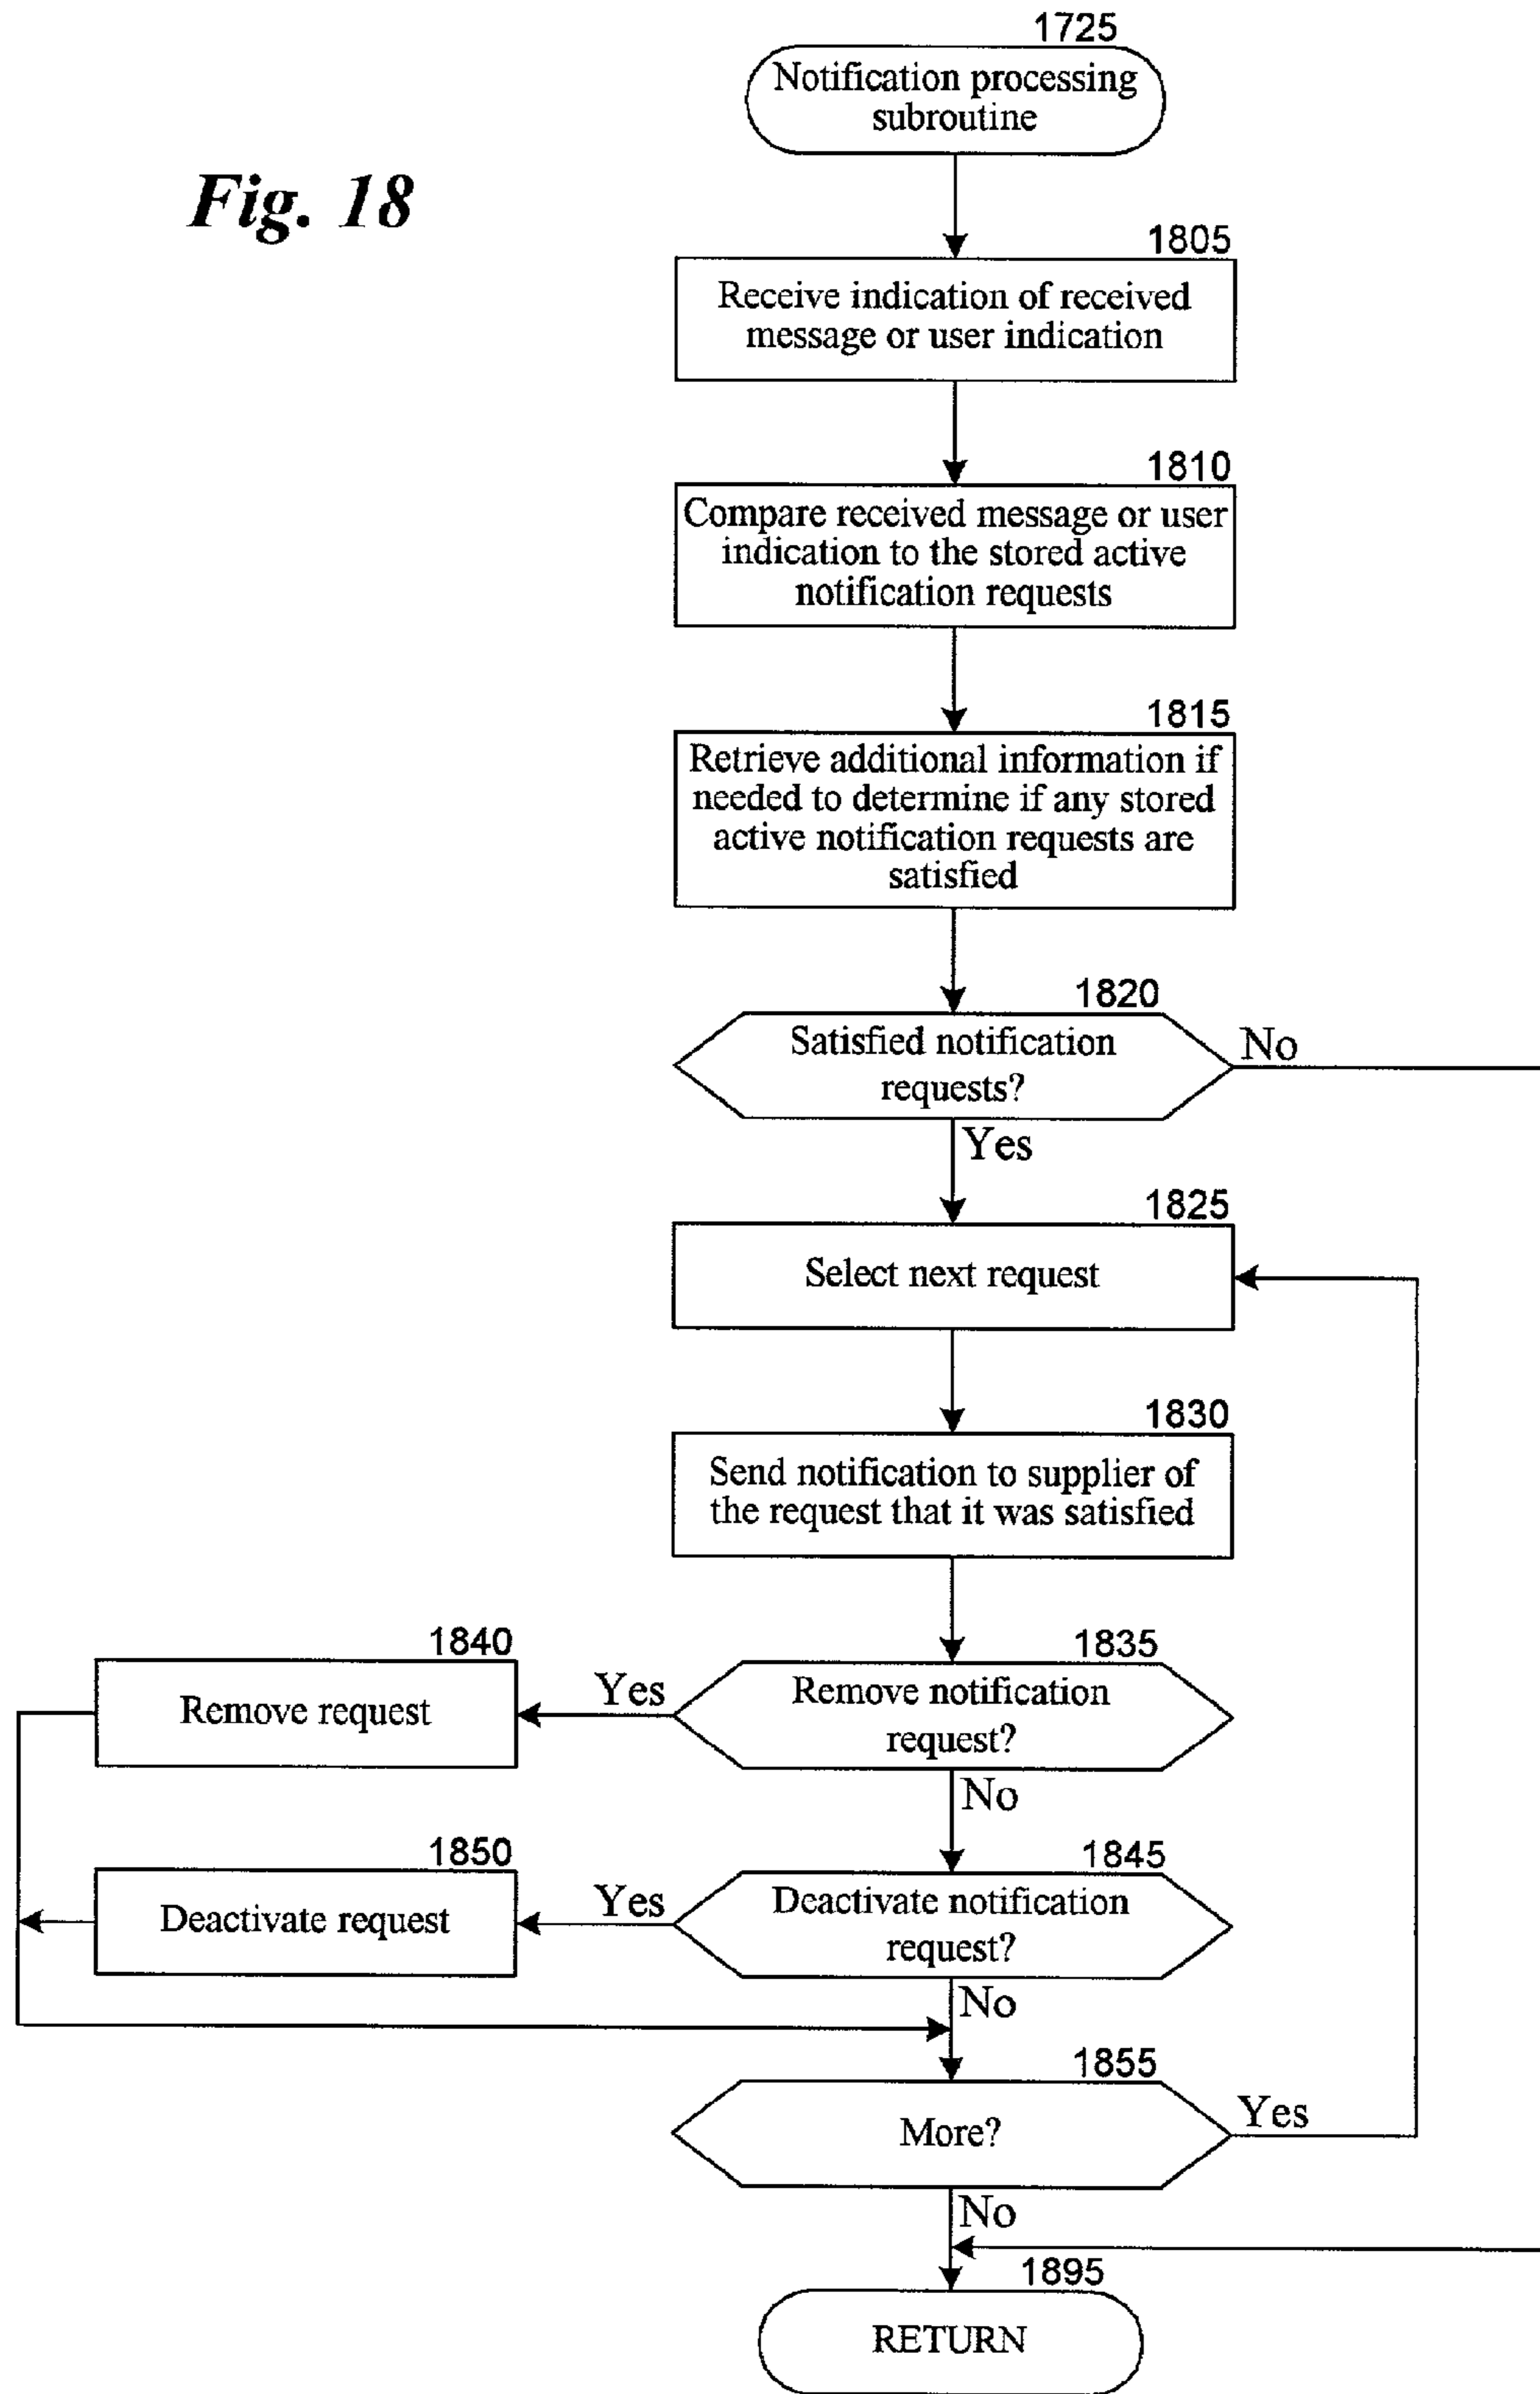 1725
Notification processing
subroutine
Fig. 18
1805
Receive indication of received
message or user indication
1810
Compare received message or user
indication to the stored active
notification requests
1815
Retrieve additional information if
needed to determine if any stored
active notification requests are
satisfied
1820
Satisfied notification
requests?
No
Yes
1825
Select next request
1830
Send notification to supplier of
the request that it was satisfied
1840
Remove request
Yes
1835
Remove notification
request?
No
1850
Deactivate request
Yes
1845
Deactivate notification
request?
No
1855
More?
Yes
No
1895
RETURN